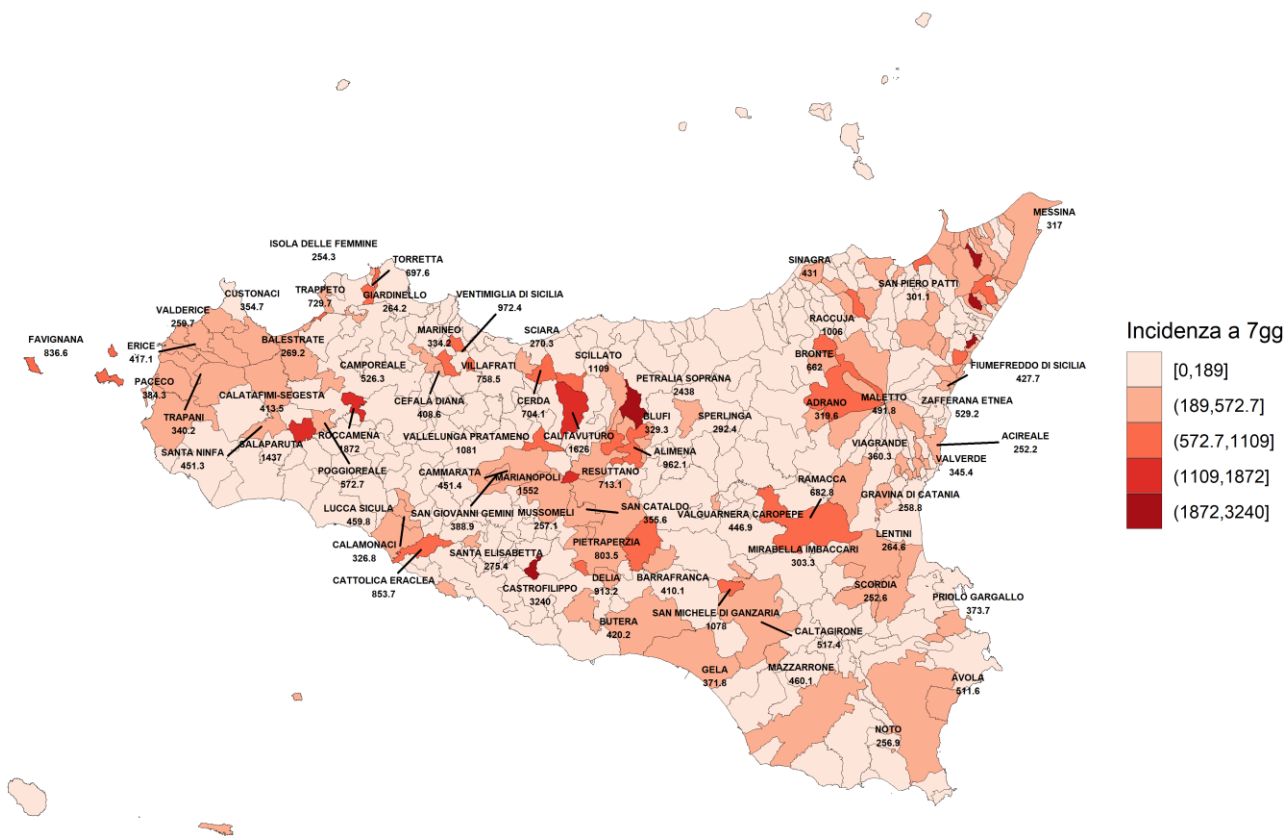 MESSINA
317
ISOLA DELLE FEMMINE
254.3
TORRETTA
697.6
SINAGRA
431
SAN PIERO PATTI
301.1
TRAPPETO
729.7
GIARDINELLO
264.2
VENTIMIGLIA DI SICILIA
972.4
CUSTONACI
354.7
VALDERICE
259.7
RACCUJA
1006
MARINEO
334.2
SCIARA
270.3
FAVIGNANA
836.6
ERICE
417.1
BALESTRATE
269.2
SCILLATO
1109
BRONTE
662
CAMPOREALE
526.3
VILLAFRATI
758.5
FIUMEFREDDO DI SICILIA
427.7
PACECO
384.3
CALATAFIMI-SEGESTA
413.5
CEFALA DIANA
408.6
CERDA
704.1
PETRALIA SOPRANA
2438
MALETTO
491.8
ZAFFERANA ETNEA
529.2
TRAPANI
340.2
BLUFI
329.3
SPERLINGA
292.4
ADRANO
319.6
ROCCAMENA
1872
VALLELUNGA PRATAMENO
1081
CALTAVUTURO
1626
ALIMENA
962.1
VIAGRANDE
360.3
ACIREALE
252.2
SANTA NINFA
451.3
SALAPARUTA
1437
VALVERDE
345.4
POGGIOREALE
572.7
CAMMARATA
451.4
MARIANOPOLI
1552
RESUTTANO
713.1
RAMACCA
682.8
GRAVINA DI CATANIA
258.8
LUCCA SICULA
459.8
SAN GIOVANNI GEMINI
388.9
MUSSOMELI
257.1
SAN CATALDO
355.6
VALGUARNERA CAROPEPE
446.9
LENTINI
264.6
CALAMONACI
326.8
SANTA ELISABETTA
275.4
PIETRAPERZIA
803.5
MIRABELLA IMBACCARI
303.3
CATTOLICA ERACLEA
853.7
CASTROFILIPPO
3240
DELIA
913.2
BARRAFRANCA
410.1
SCORDIA
252.6
PRIOLO GARGALLO
373.7
BUTERA
420.2
SAN MICHELE DI GANZARIA
1078
CALTAGIRONE
517.4
GELA
371.8
MAZZARRONE
460.1
AVOLA
511.6
NOTO
256.9
Incidenza a 7gg
[0,189]
(189,572.7]
(572.7,1109]
(1109,1872]
(1872,3240]